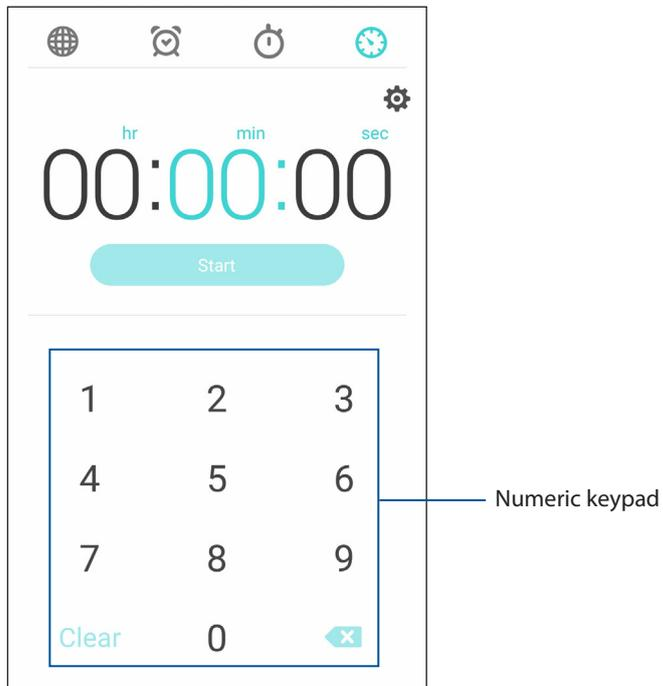 hr min sec
00:00:00
Start
1 2 3
4 5 6
Numeric keypad
7 8 9
Clear 0